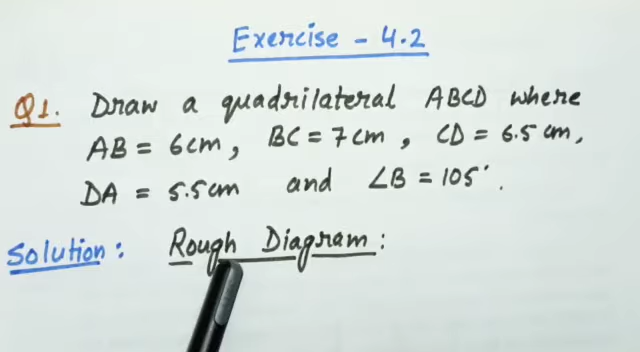 Exercise - 4.2
Q1. Draw a quadrilateral ABCD where
AB = 6cm, BC = 7cm, CD = 6.5 cm,
DA = 5.5cm and ∠B = 105°.
Solution: Rough Diagram: